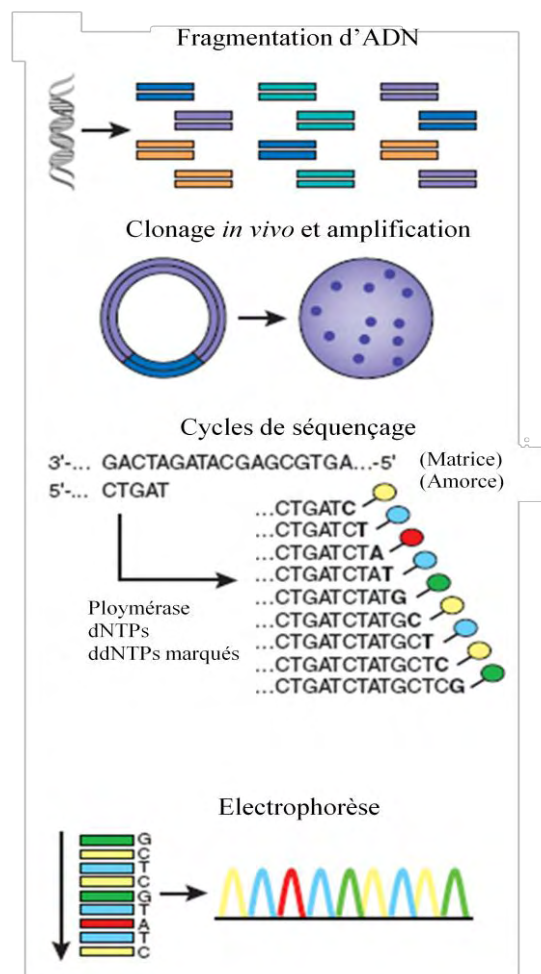 Fragmentation d’ADN
Clonage in vivo et amplification
Cycles de séquençage
3'-... GACTAGATACGAGCGTGA...-5' (Matrice)
5'-... CTGAT (Amorce)
...CTGATC
...CTGATCT
...CTGATCTA
...CTGATCTAT
...CTGATCTATG
...CTGATCTATGC
...CTGATCTATGCT
...CTGATCTATGCTC
...CTGATCTATGCTCG
Ploymérase
dNTPs
ddNTPs marqués
Electrophorèse
G
C
T
C
G
T
A
T
C